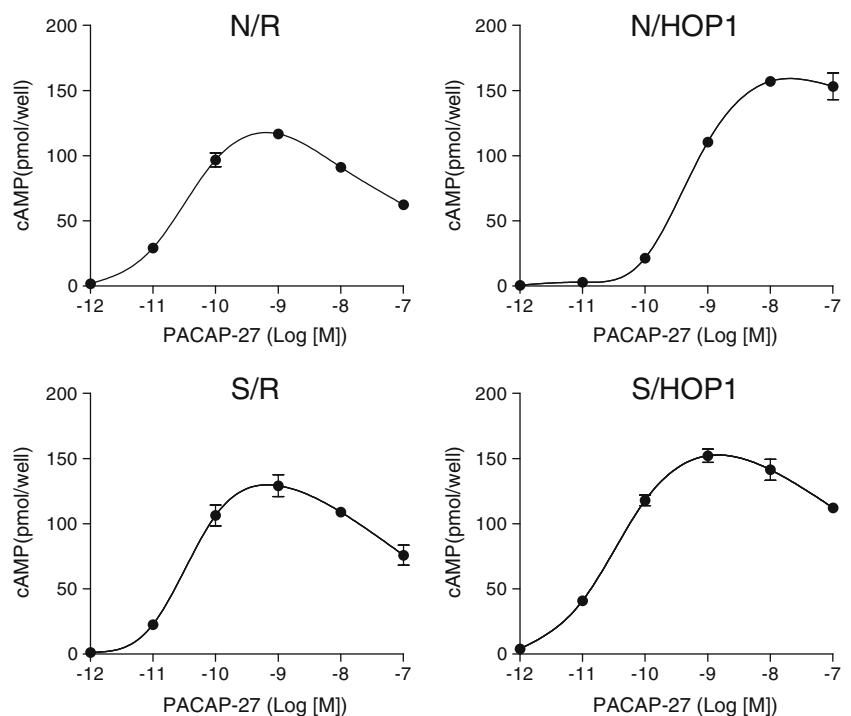 N/R
200
150
100
50
0
cAMP(pmol/well)
-12 -11 -10 -9 -8 -7
PACAP-27 (Log [M])
N/HOP1
200
150
100
50
0
cAMP(pmol/well)
-12 -11 -10 -9 -8 -7
PACAP-27 (Log [M])
S/R
200
150
100
50
0
cAMP(pmol/well)
-12 -11 -10 -9 -8 -7
PACAP-27 (Log [M])
S/HOP1
200
150
100
50
0
cAMP(pmol/well)
-12 -11 -10 -9 -8 -7
PACAP-27 (Log [M])